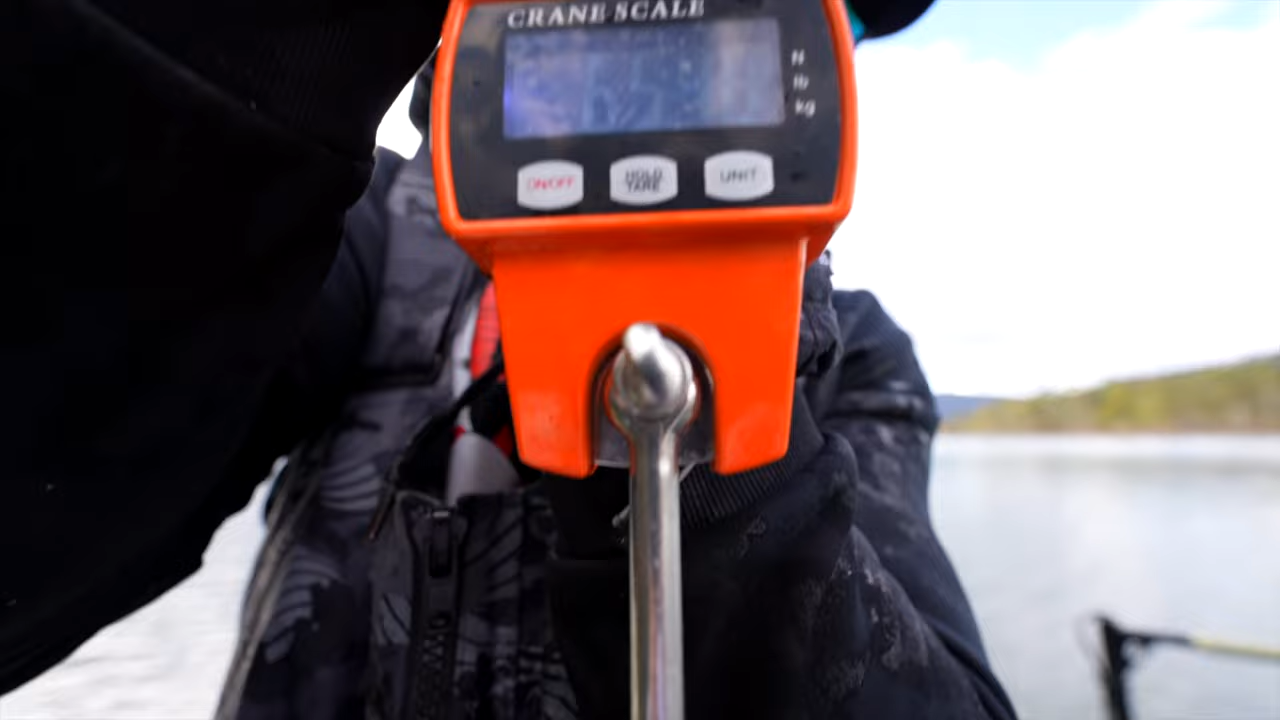 CRANE SCALE
N
lb
kg
ON/OFF
HOLD
TARE
UNIT